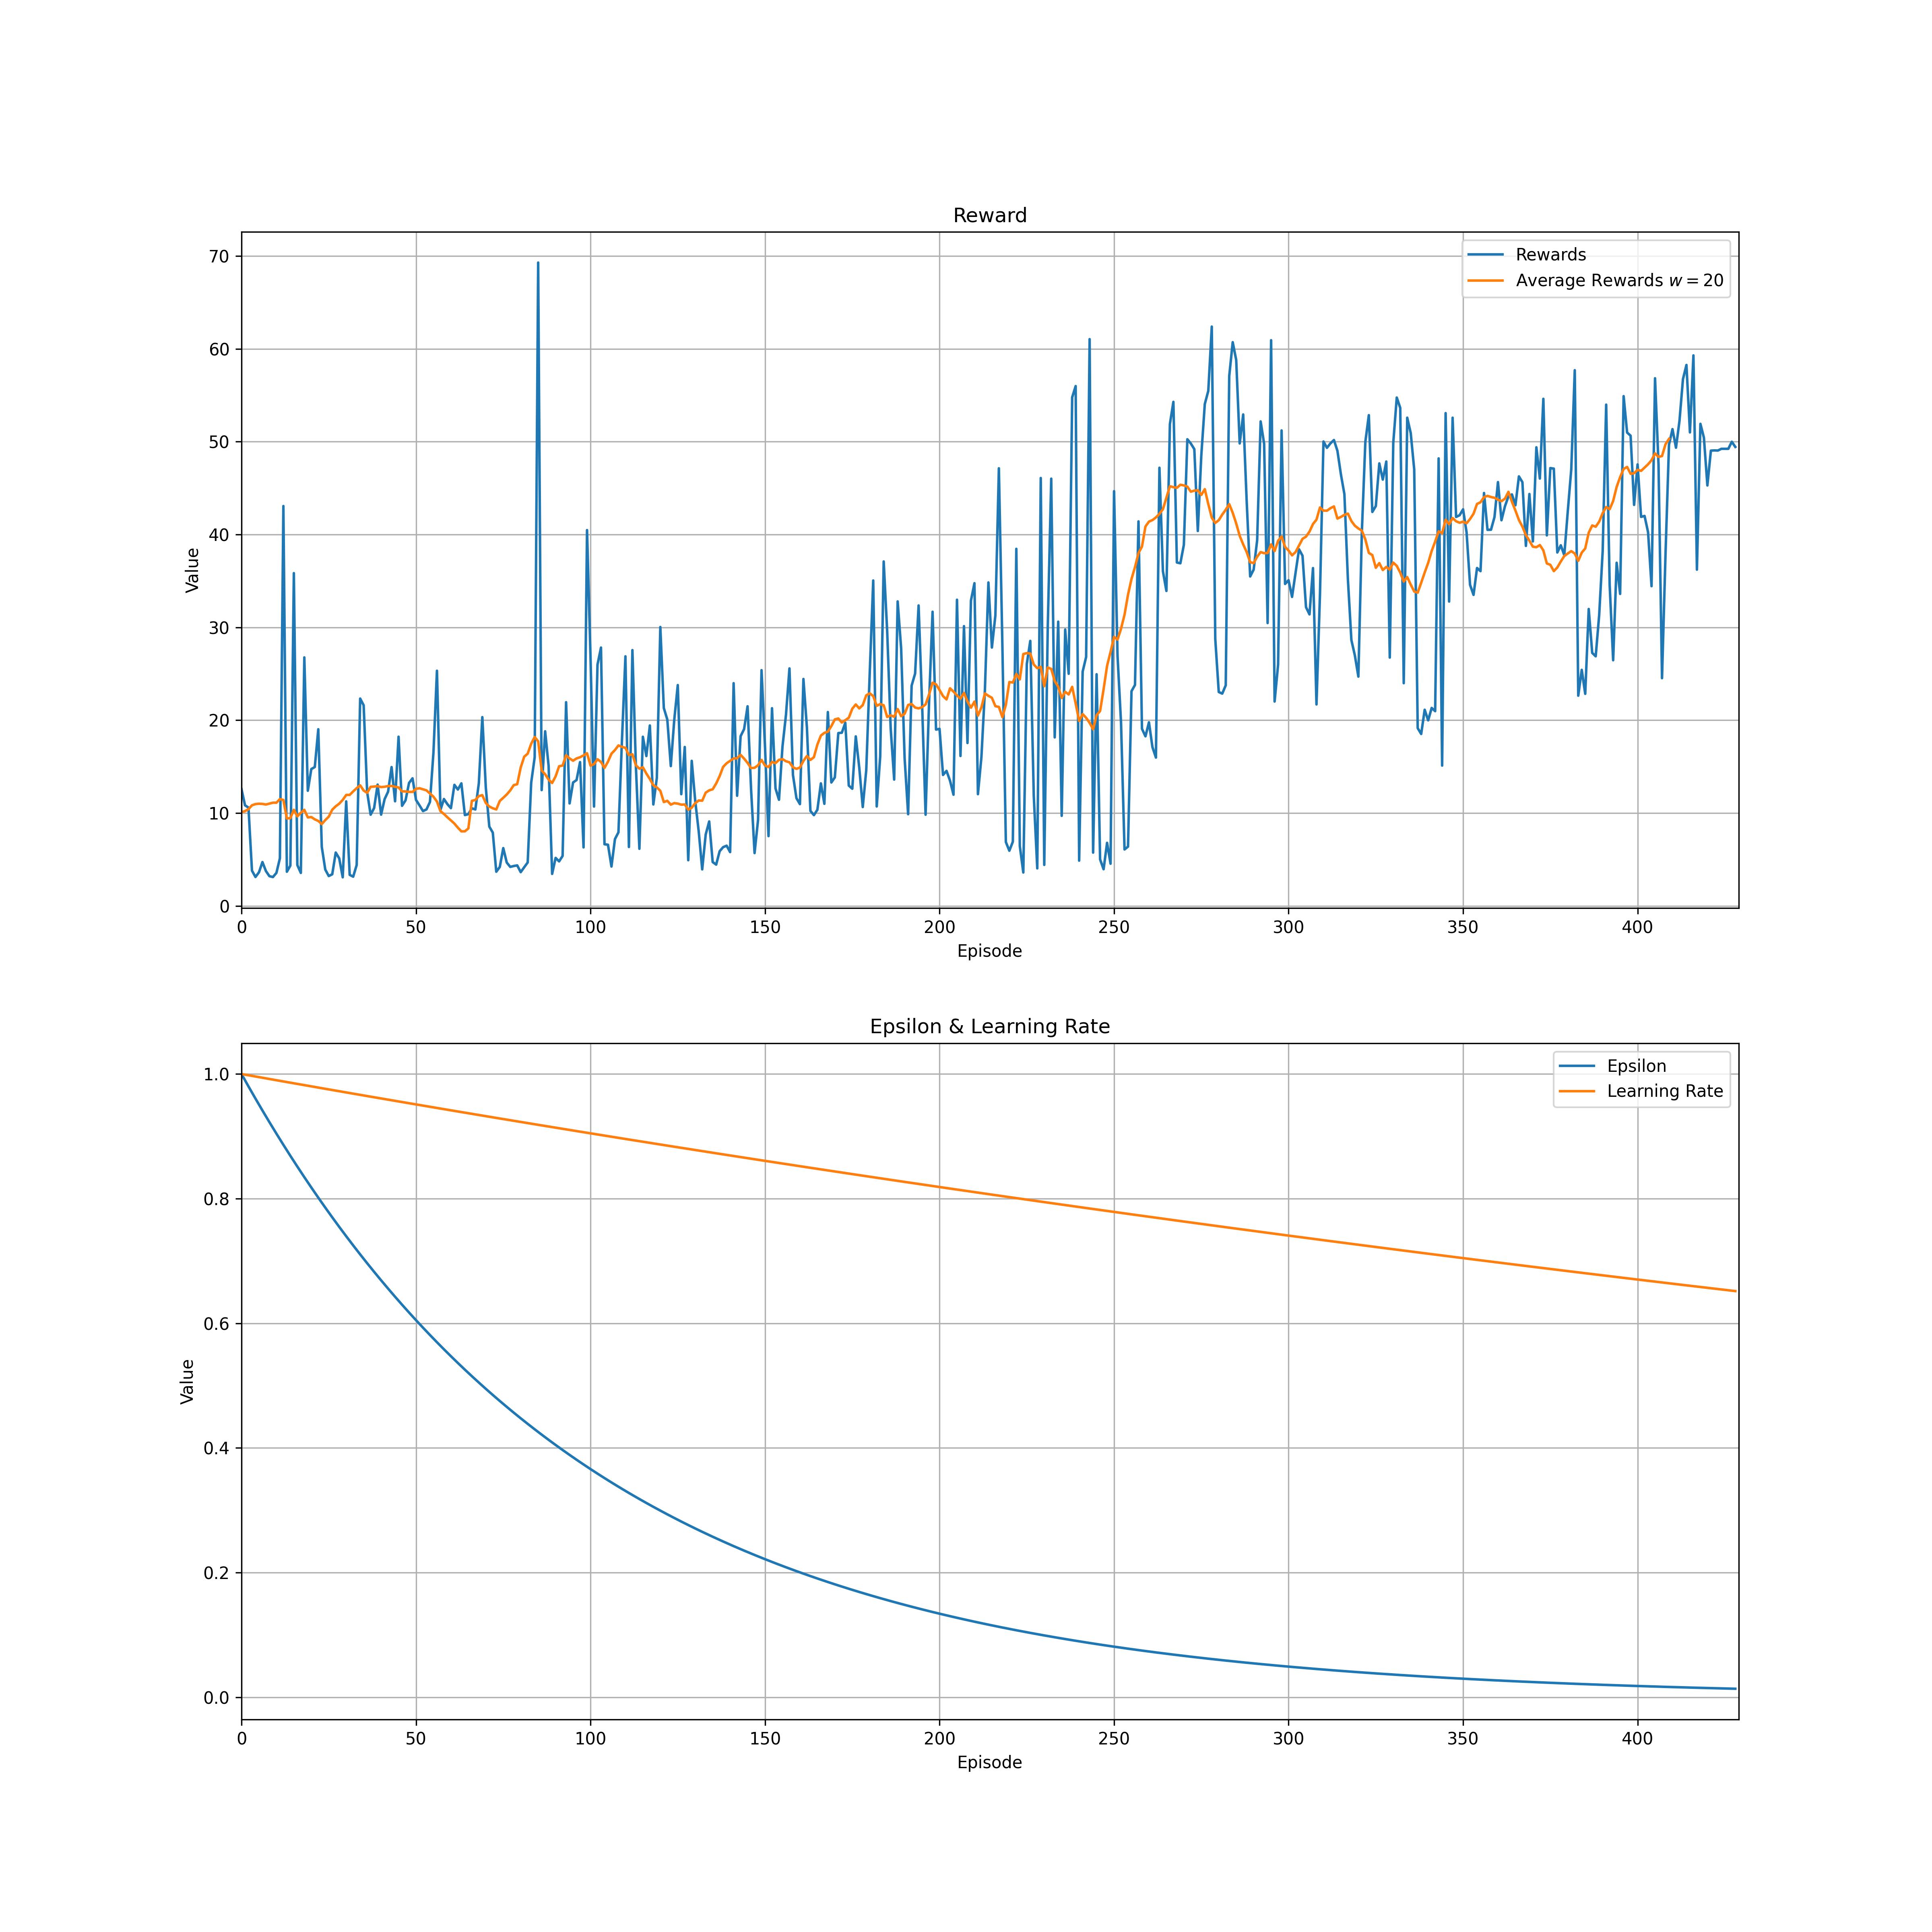 Reward
70
60
50
40
30
20
10
0
Value
Rewards
Average Rewards w = 20
0 50 100 150 200 250 300 350 400
Episode
Epsilon & Learning Rate
1.0
0.8
0.6
0.4
0.2
0.0
Value
Epsilon
Learning Rate
0 50 100 150 200 250 300 350 400
Episode